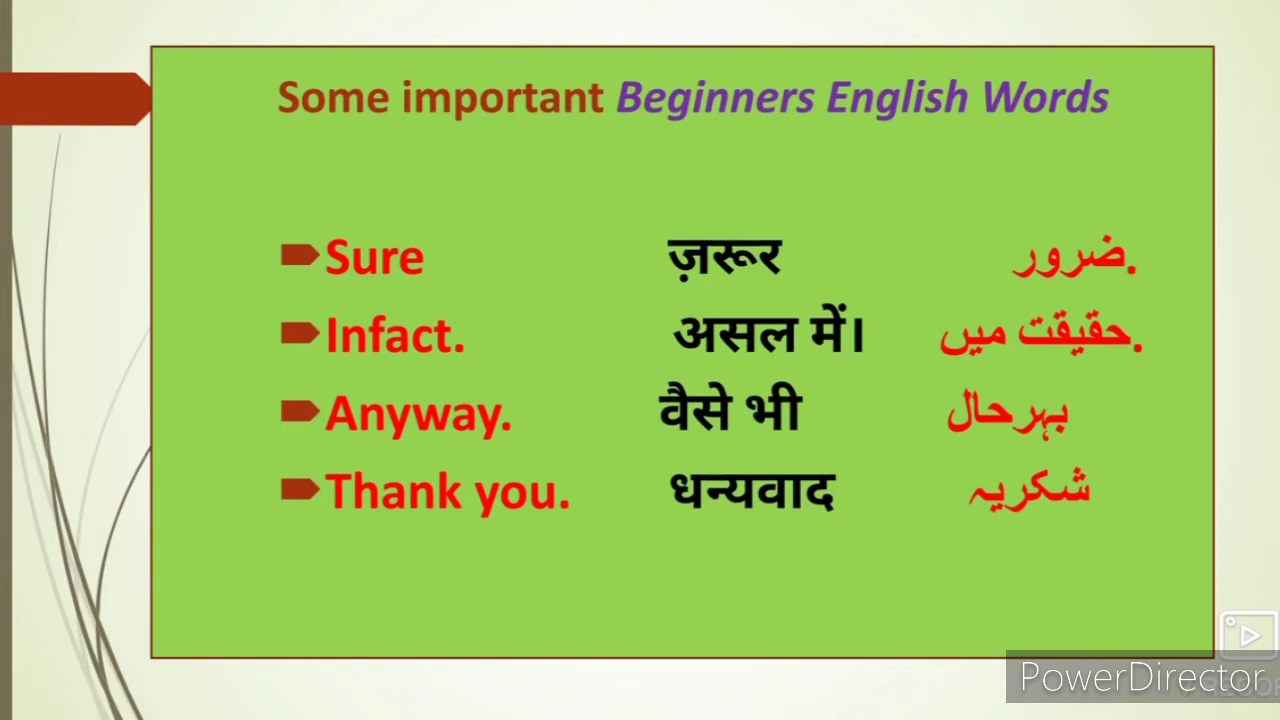 Some important Beginners English Words
Sure ज़रूर ضرور.
Infact. असल में। حقیقت میں.
Anyway. वैसे भी بہرحال
Thank you. धन्यवाद شکریہ
PowerDirector